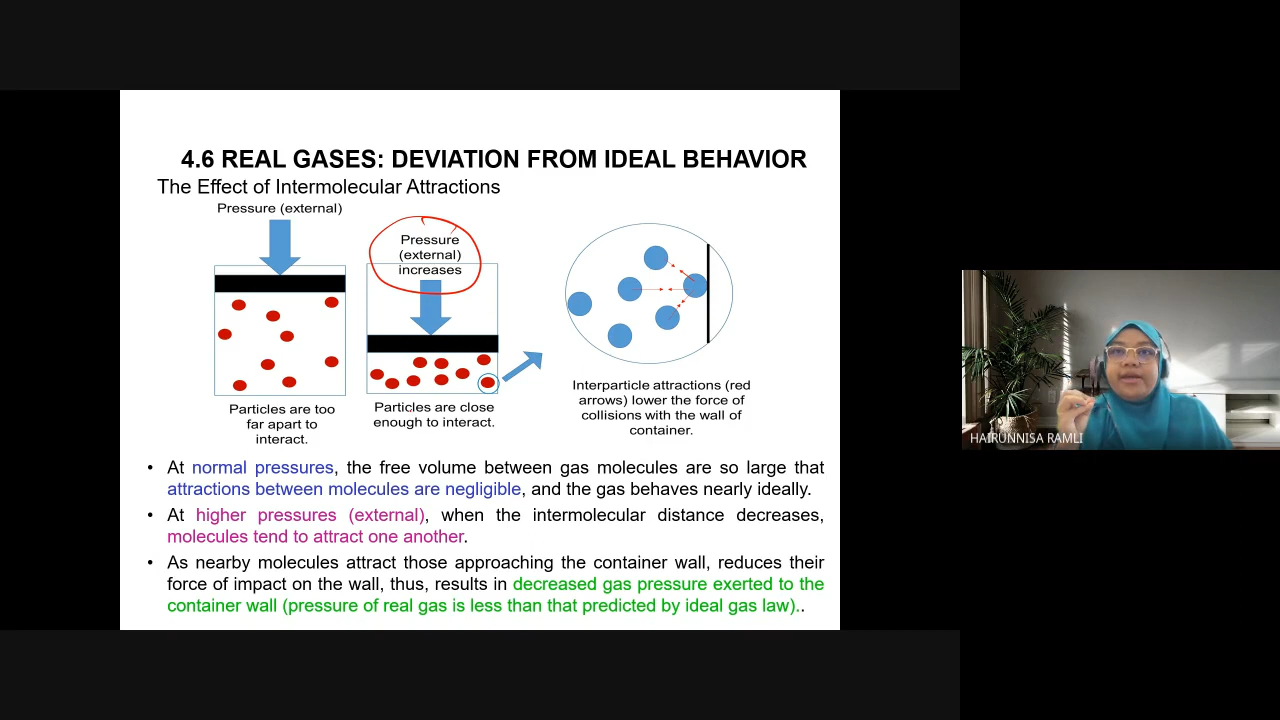 4.6 REAL GASES: DEVIATION FROM IDEAL BEHAVIOR
The Effect of Intermolecular Attractions
Pressure (external)
Pressure
(external)
increases
Particles are too
far apart to
interact.
Particles are close
enough to interact.
Interparticle attractions (red
arrows) lower the force of
collisions with the wall of
container.
• At normal pressures, the free volume between gas molecules are so large that
attractions between molecules are negligible, and the gas behaves nearly ideally.
• At higher pressures (external), when the intermolecular distance decreases,
molecules tend to attract one another.
• As nearby molecules attract those approaching the container wall, reduces their
force of impact on the wall, thus, results in decreased gas pressure exerted to the
container wall (pressure of real gas is less than that predicted by ideal gas law)..
HAIRUNNISA RAMLI